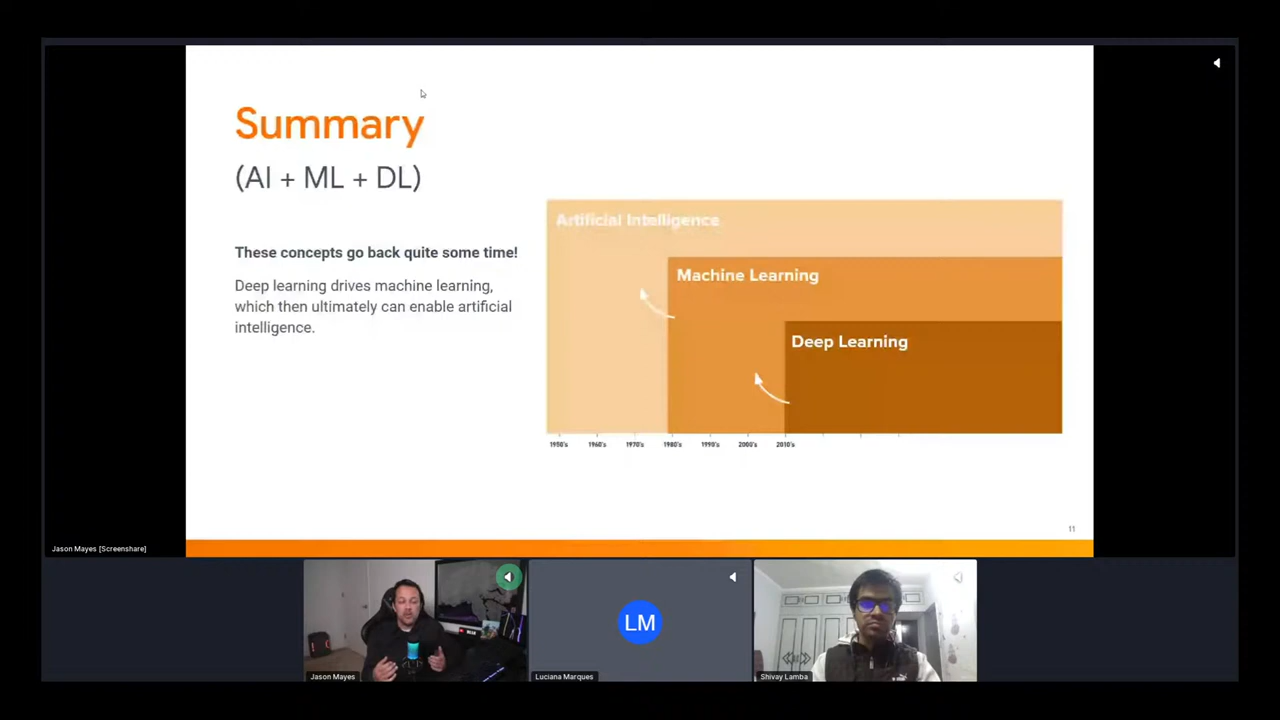 Summary
(AI + ML + DL)
These concepts go back quite some time!
Deep learning drives machine learning,
which then ultimately can enable artificial
intelligence.
Artificial Intelligence
Machine Learning
Deep Learning
1950's 1960's 1970's 1980's 1990's 2000's 2010's
11
Jason Mayes [Screenshare]
LM
Jason Mayes
Luciana Marques
Shivay Lamba